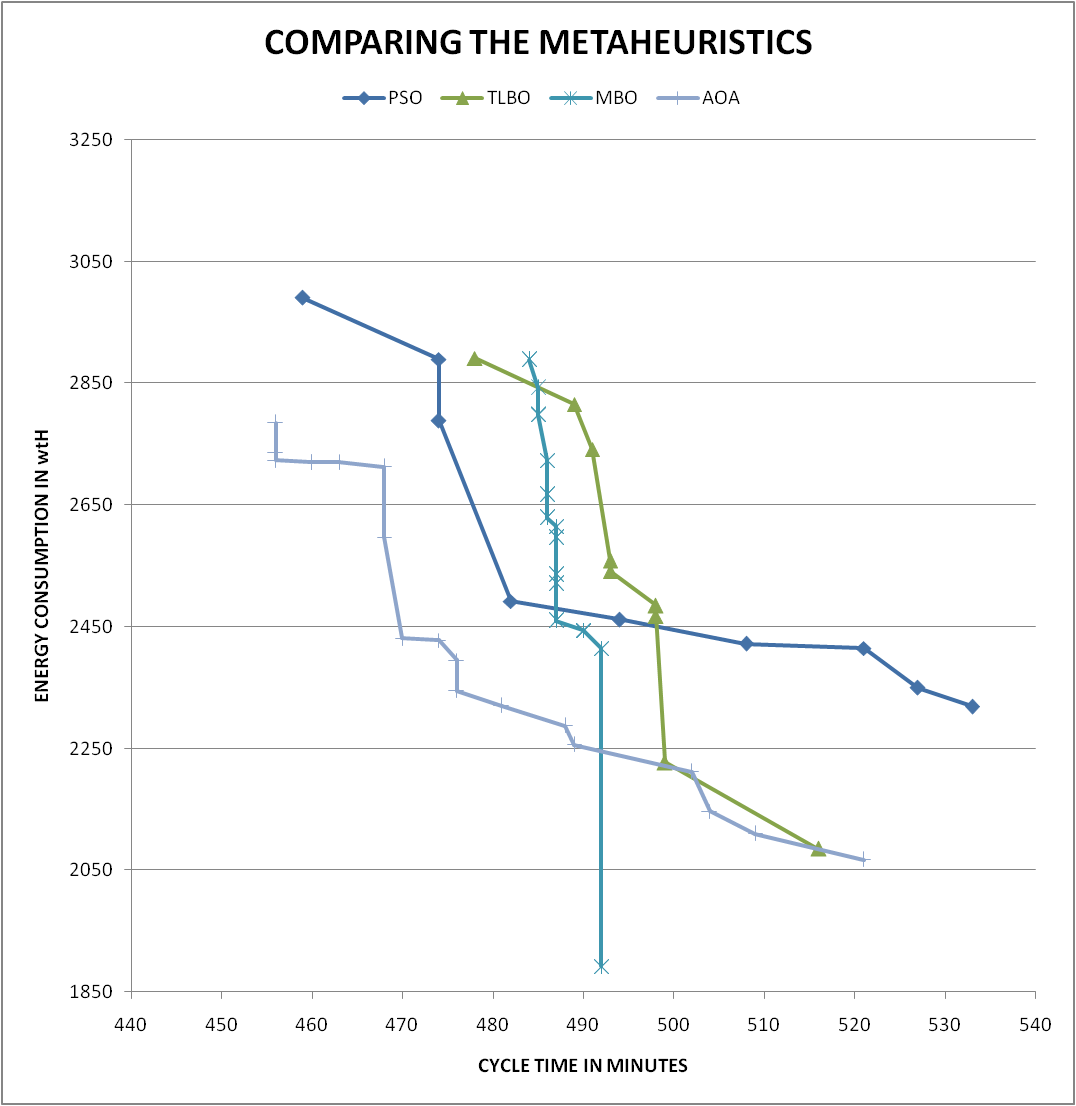 COMPARING THE METAHEURISTICS
PSO TLBO MBO AOA
3250
3050
2850
2650
2450
2250
2050
1850
ENERGY CONSUMPTION IN wtH
440 450 460 470 480 490 500 510 520 530 540
CYCLE TIME IN MINUTES